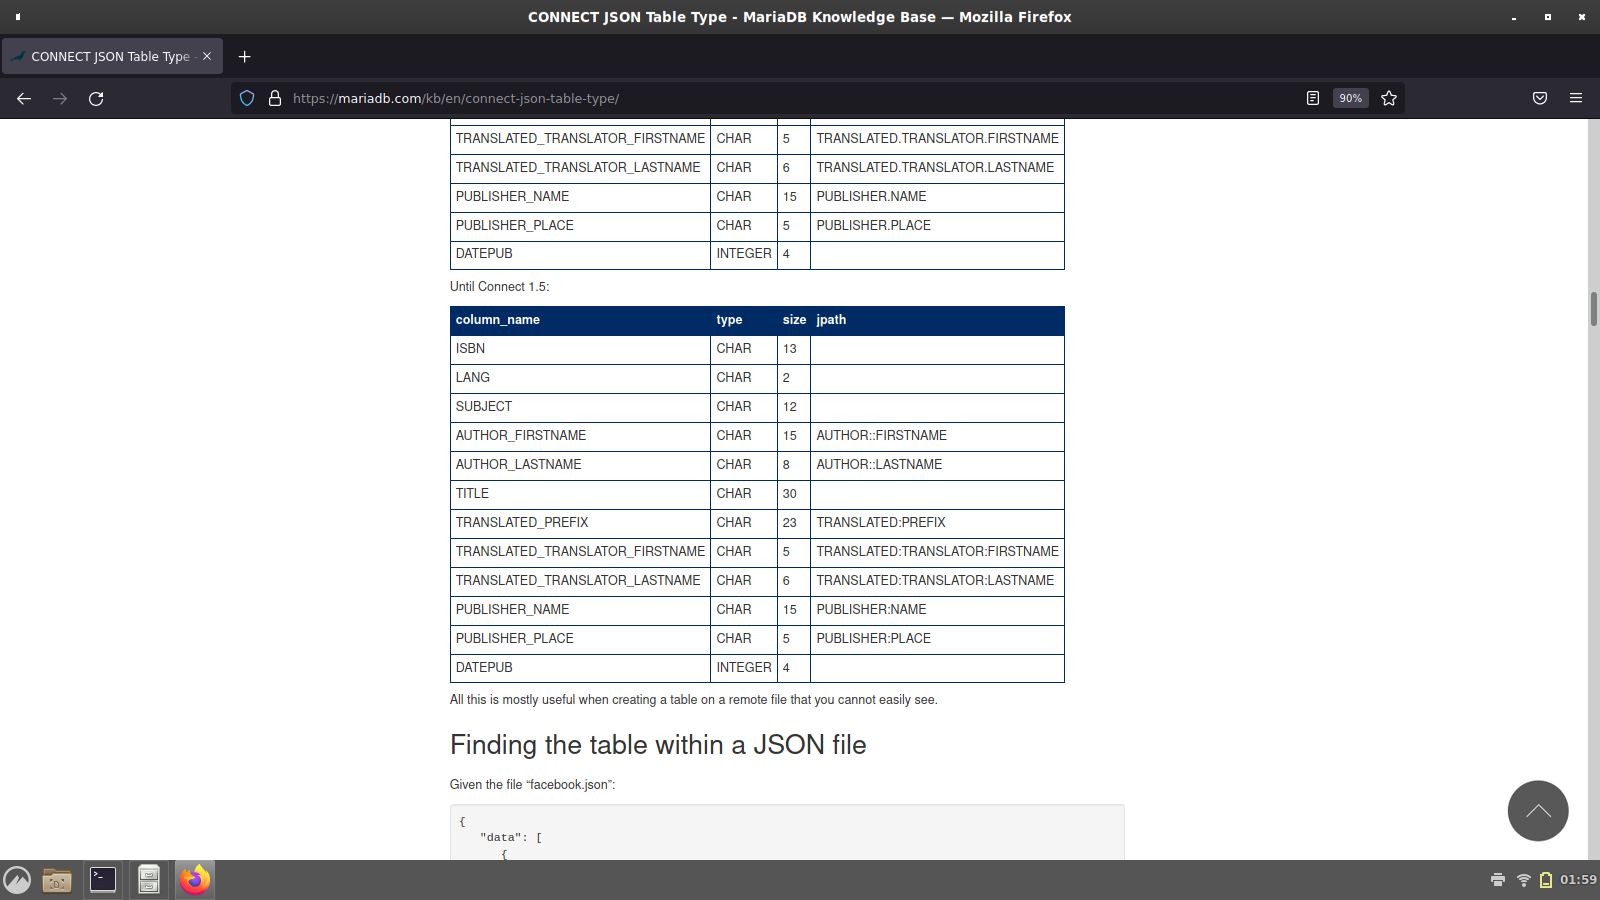 CONNECT JSON Table Type - MariaDB Knowledge Base — Mozilla Firefox
CONNECT JSON Table Type -
https://mariadb.com/kb/en/connect-json-table-type/
90%
TRANSLATED_TRANSLATOR_FIRSTNAME CHAR 5 TRANSLATED.TRANSLATOR.FIRSTNAME
TRANSLATED_TRANSLATOR_LASTNAME CHAR 6 TRANSLATED.TRANSLATOR.LASTNAME
PUBLISHER_NAME CHAR 15 PUBLISHER.NAME
PUBLISHER_PLACE CHAR 5 PUBLISHER.PLACE
DATEPUB INTEGER 4
Until Connect 1.5:
column_name type size jpath
ISBN CHAR 13
LANG CHAR 2
SUBJECT CHAR 12
AUTHOR_FIRSTNAME CHAR 15 AUTHOR::FIRSTNAME
AUTHOR_LASTNAME CHAR 8 AUTHOR::LASTNAME
TITLE CHAR 30
TRANSLATED_PREFIX CHAR 23 TRANSLATED:PREFIX
TRANSLATED_TRANSLATOR_FIRSTNAME CHAR 5 TRANSLATED:TRANSLATOR:FIRSTNAME
TRANSLATED_TRANSLATOR_LASTNAME CHAR 6 TRANSLATED:TRANSLATOR:LASTNAME
PUBLISHER_NAME CHAR 15 PUBLISHER:NAME
PUBLISHER_PLACE CHAR 5 PUBLISHER:PLACE
DATEPUB INTEGER 4
All this is mostly useful when creating a table on a remote file that you cannot easily see.
Finding the table within a JSON file
Given the file “facebook.json”:
{
"data": [
{
01:59